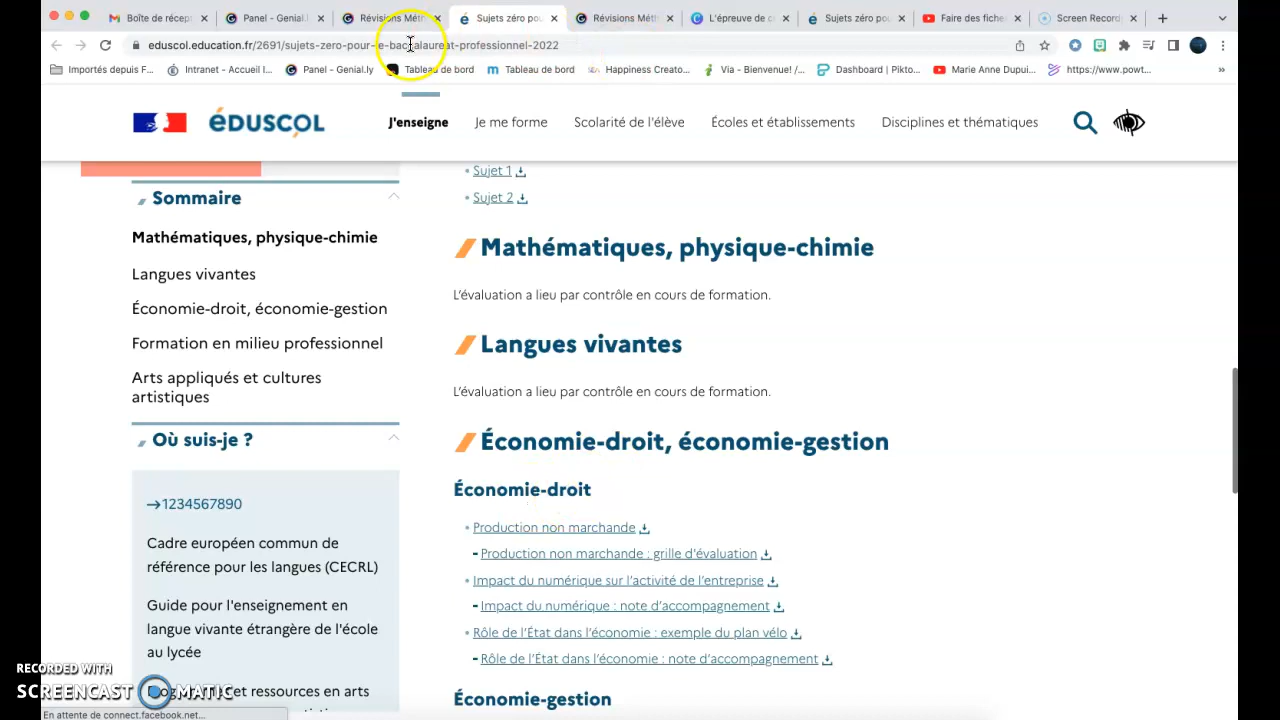 Boîte de récept
Panel - Genial.l
Révisions Méth
Sujets zéro pou
Révisions Méth
L'épreuve de c
Sujets zéro pou
Faire des fiche
Screen Record
eduscol.education.fr/2691/sujets-zero-pour-le-baccalaureat-professionnel-2022
Importés depuis F...
Intranet - Accueil I...
Panel - Genial.ly
Tableau de bord
Tableau de bord
Happiness Creato...
Via - Bienvenue! /...
Dashboard | Pikto...
Marie Anne Dupui...
https://www.powt...
»
éduscol
J'enseigne
Je me forme
Scolarité de l'élève
Écoles et établissements
Disciplines et thématiques
Sommaire
Mathématiques, physique-chimie
Langues vivantes
Économie-droit, économie-gestion
Formation en milieu professionnel
Arts appliqués et cultures
artistiques
Où suis-je ?
→1234567890
Cadre européen commun de
référence pour les langues (CECRL)
Guide pour l'enseignement en
langue vivante étrangère de l'école
au lycée
et ressources en arts
Sujet 1
Sujet 2
Mathématiques, physique-chimie
L'évaluation a lieu par contrôle en cours de formation.
Langues vivantes
L'évaluation a lieu par contrôle en cours de formation.
Économie-droit, économie-gestion
Économie-droit
Production non marchande
Production non marchande : grille d'évaluation
Impact du numérique sur l'activité de l'entreprise
Impact du numérique : note d'accompagnement
Rôle de l'État dans l'économie : exemple du plan vélo
Rôle de l'État dans l'économie : note d'accompagnement
Économie-gestion
RECORDED WITH
SCREENCAST MATIC
En attente de connect.facebook.net...